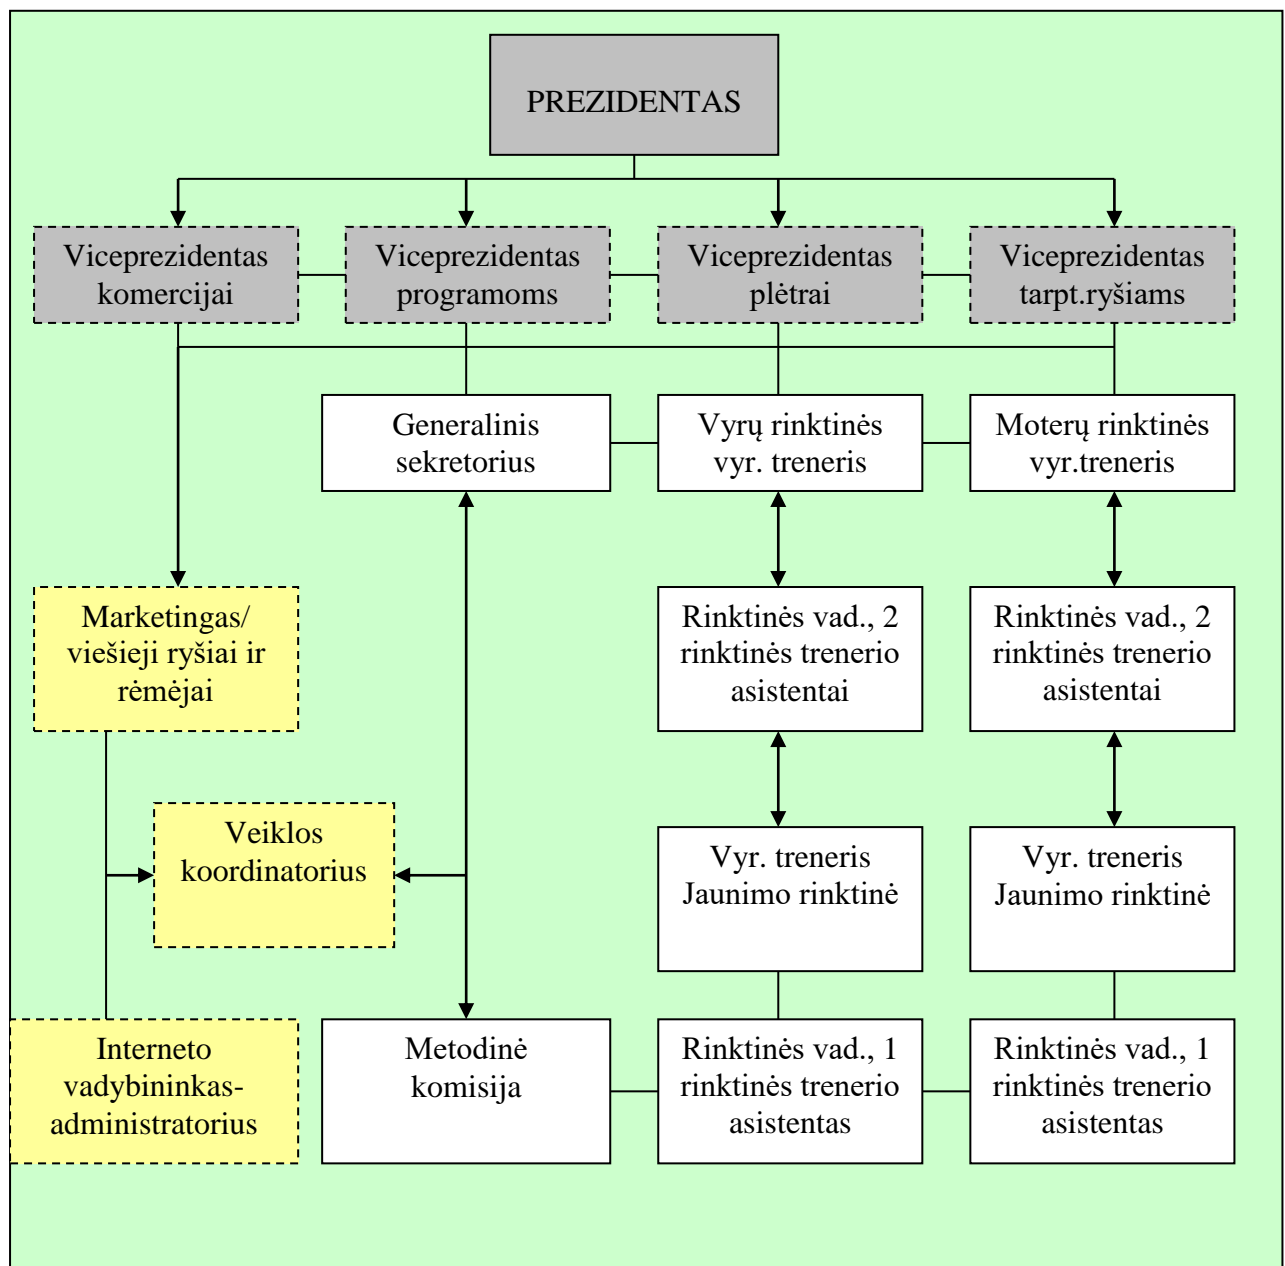 PREZIDENTAS
Viceprezidentas
komercijai
Viceprezidentas
programoms
Viceprezidentas
plėtrai
Viceprezidentas
tarpt.ryšiams
Generalinis
sekretorius
Vyrų rinktinės
vyr. treneris
Moterų rinktinės
vyr.treneris
Marketingas/
viešieji ryšiai ir
rėmėjai
Rinktinės vad., 2
rinktinės trenerio
asistentai
Rinktinės vad., 2
rinktinės trenerio
asistentai
Veiklos
koordinatorius
Vyr. treneris
Jaunimo rinktinė
Vyr. treneris
Jaunimo rinktinė
Interneto
vadybininkas-
administratorius
Metodinė
komisija
Rinktinės vad., 1
rinktinės trenerio
asistentas
Rinktinės vad., 1
rinktinės trenerio
asistentas